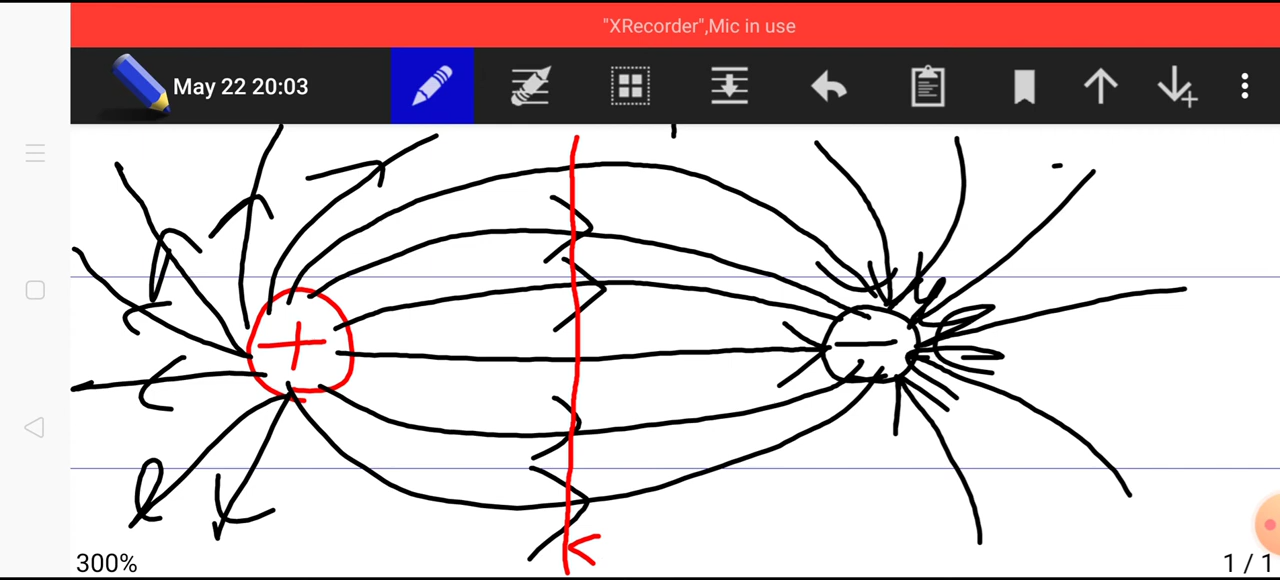 "XRecorder",Mic in use
May 22 20:03
+
−
300%
1 / 1